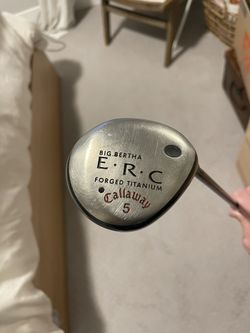 BIG BERTHA
E•R•C
FORGED TITANIUM
Callaway
5